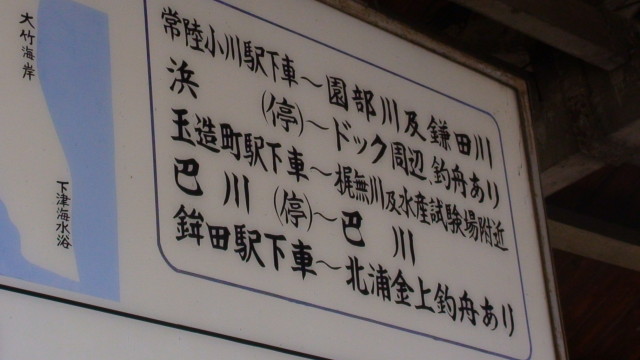 大竹海岸
下津海水浴
常陸小川駅下車～園部川及鎌田川
浜　(停)～ドック周辺、釣舟あり
玉造町駅下車～梶無川及水産試験場附近
巴川(停)～巴川
鉾田駅下車～北浦金上釣舟あり